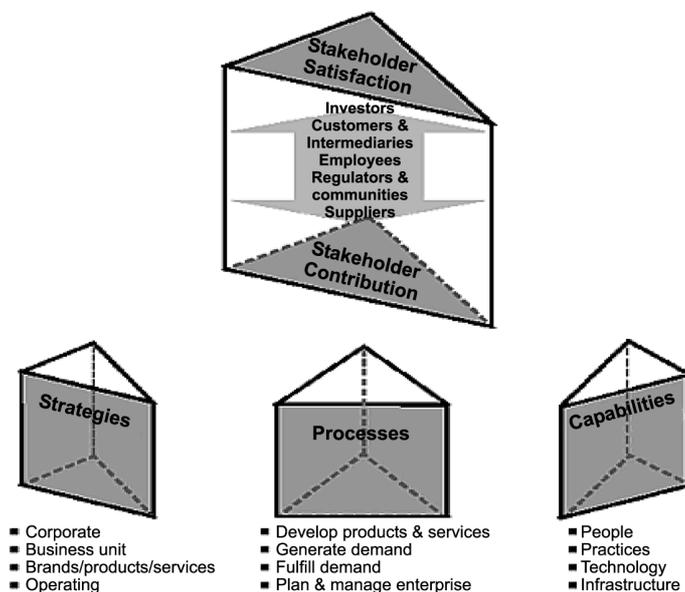 Stakeholder
Satisfaction
Investors
Customers &
Intermediaries
Employees
Regulators &
communities
Suppliers
Stakeholder
Contribution
Strategies
Corporate
Business unit
Brands/products/services
Operating
Processes
Develop products & services
Generate demand
Fulfill demand
Plan & manage enterprise
Capabilities
People
Practices
Technology
Infrastructure